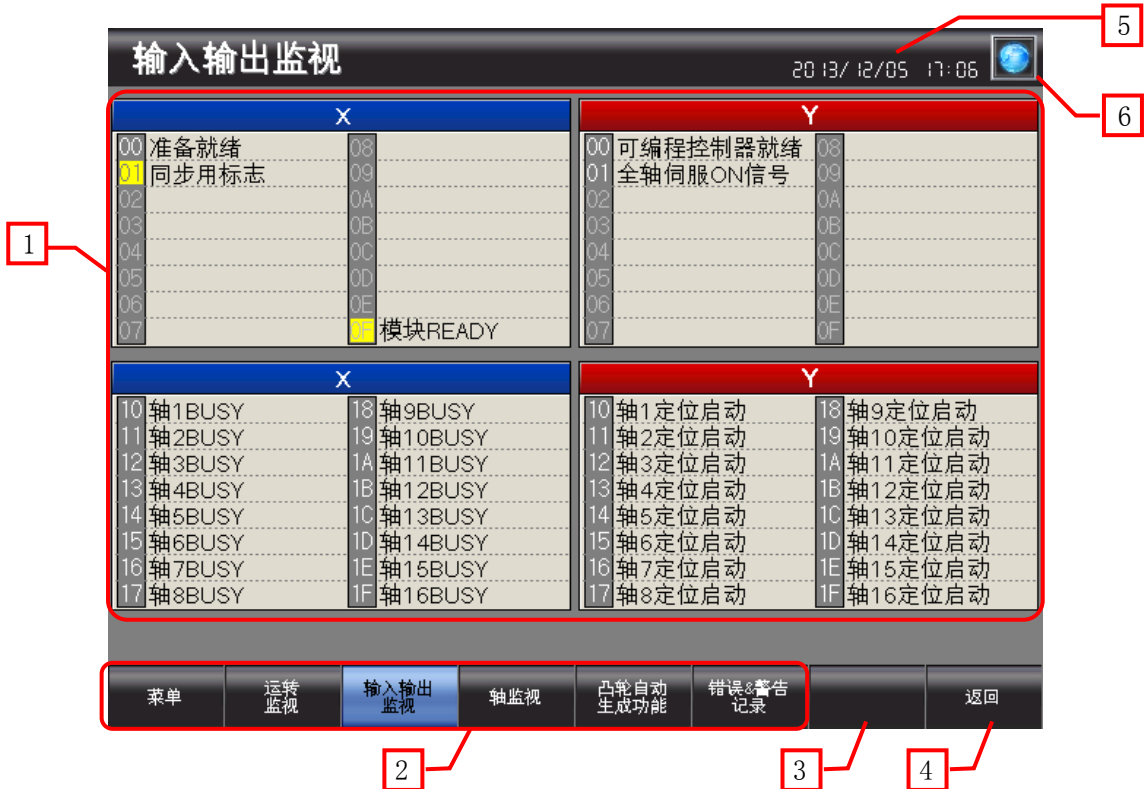 5
输入输出监视
2013/12/05 17:06
6
X
Y
00 准备就绪 08
00 可编程控制器就绪 08
01 同步用标志 09
01 全轴伺服ON信号 09
02 0A
02 0A
03 0B
03 0B
1
04 0C
04 0C
05 0D
05 0D
06 0E
06 0E
07 0F 模块READY
07 0F
X
Y
10 轴1BUSY 18 轴9BUSY
10 轴1定位启动 18 轴9定位启动
11 轴2BUSY 19 轴10BUSY
11 轴2定位启动 19 轴10定位启动
12 轴3BUSY 1A 轴11BUSY
12 轴3定位启动 1A 轴11定位启动
13 轴4BUSY 1B 轴12BUSY
13 轴4定位启动 1B 轴12定位启动
14 轴5BUSY 1C 轴13BUSY
14 轴5定位启动 1C 轴13定位启动
15 轴6BUSY 1D 轴14BUSY
15 轴6定位启动 1D 轴14定位启动
16 轴7BUSY 1E 轴15BUSY
16 轴7定位启动 1E 轴15定位启动
17 轴8BUSY 1F 轴16BUSY
17 轴8定位启动 1F 轴16定位启动
菜单
运转
监视
输入输出
监视
轴监视
凸轮自动
生成功能
错误&警告
记录
返回
2
3
4